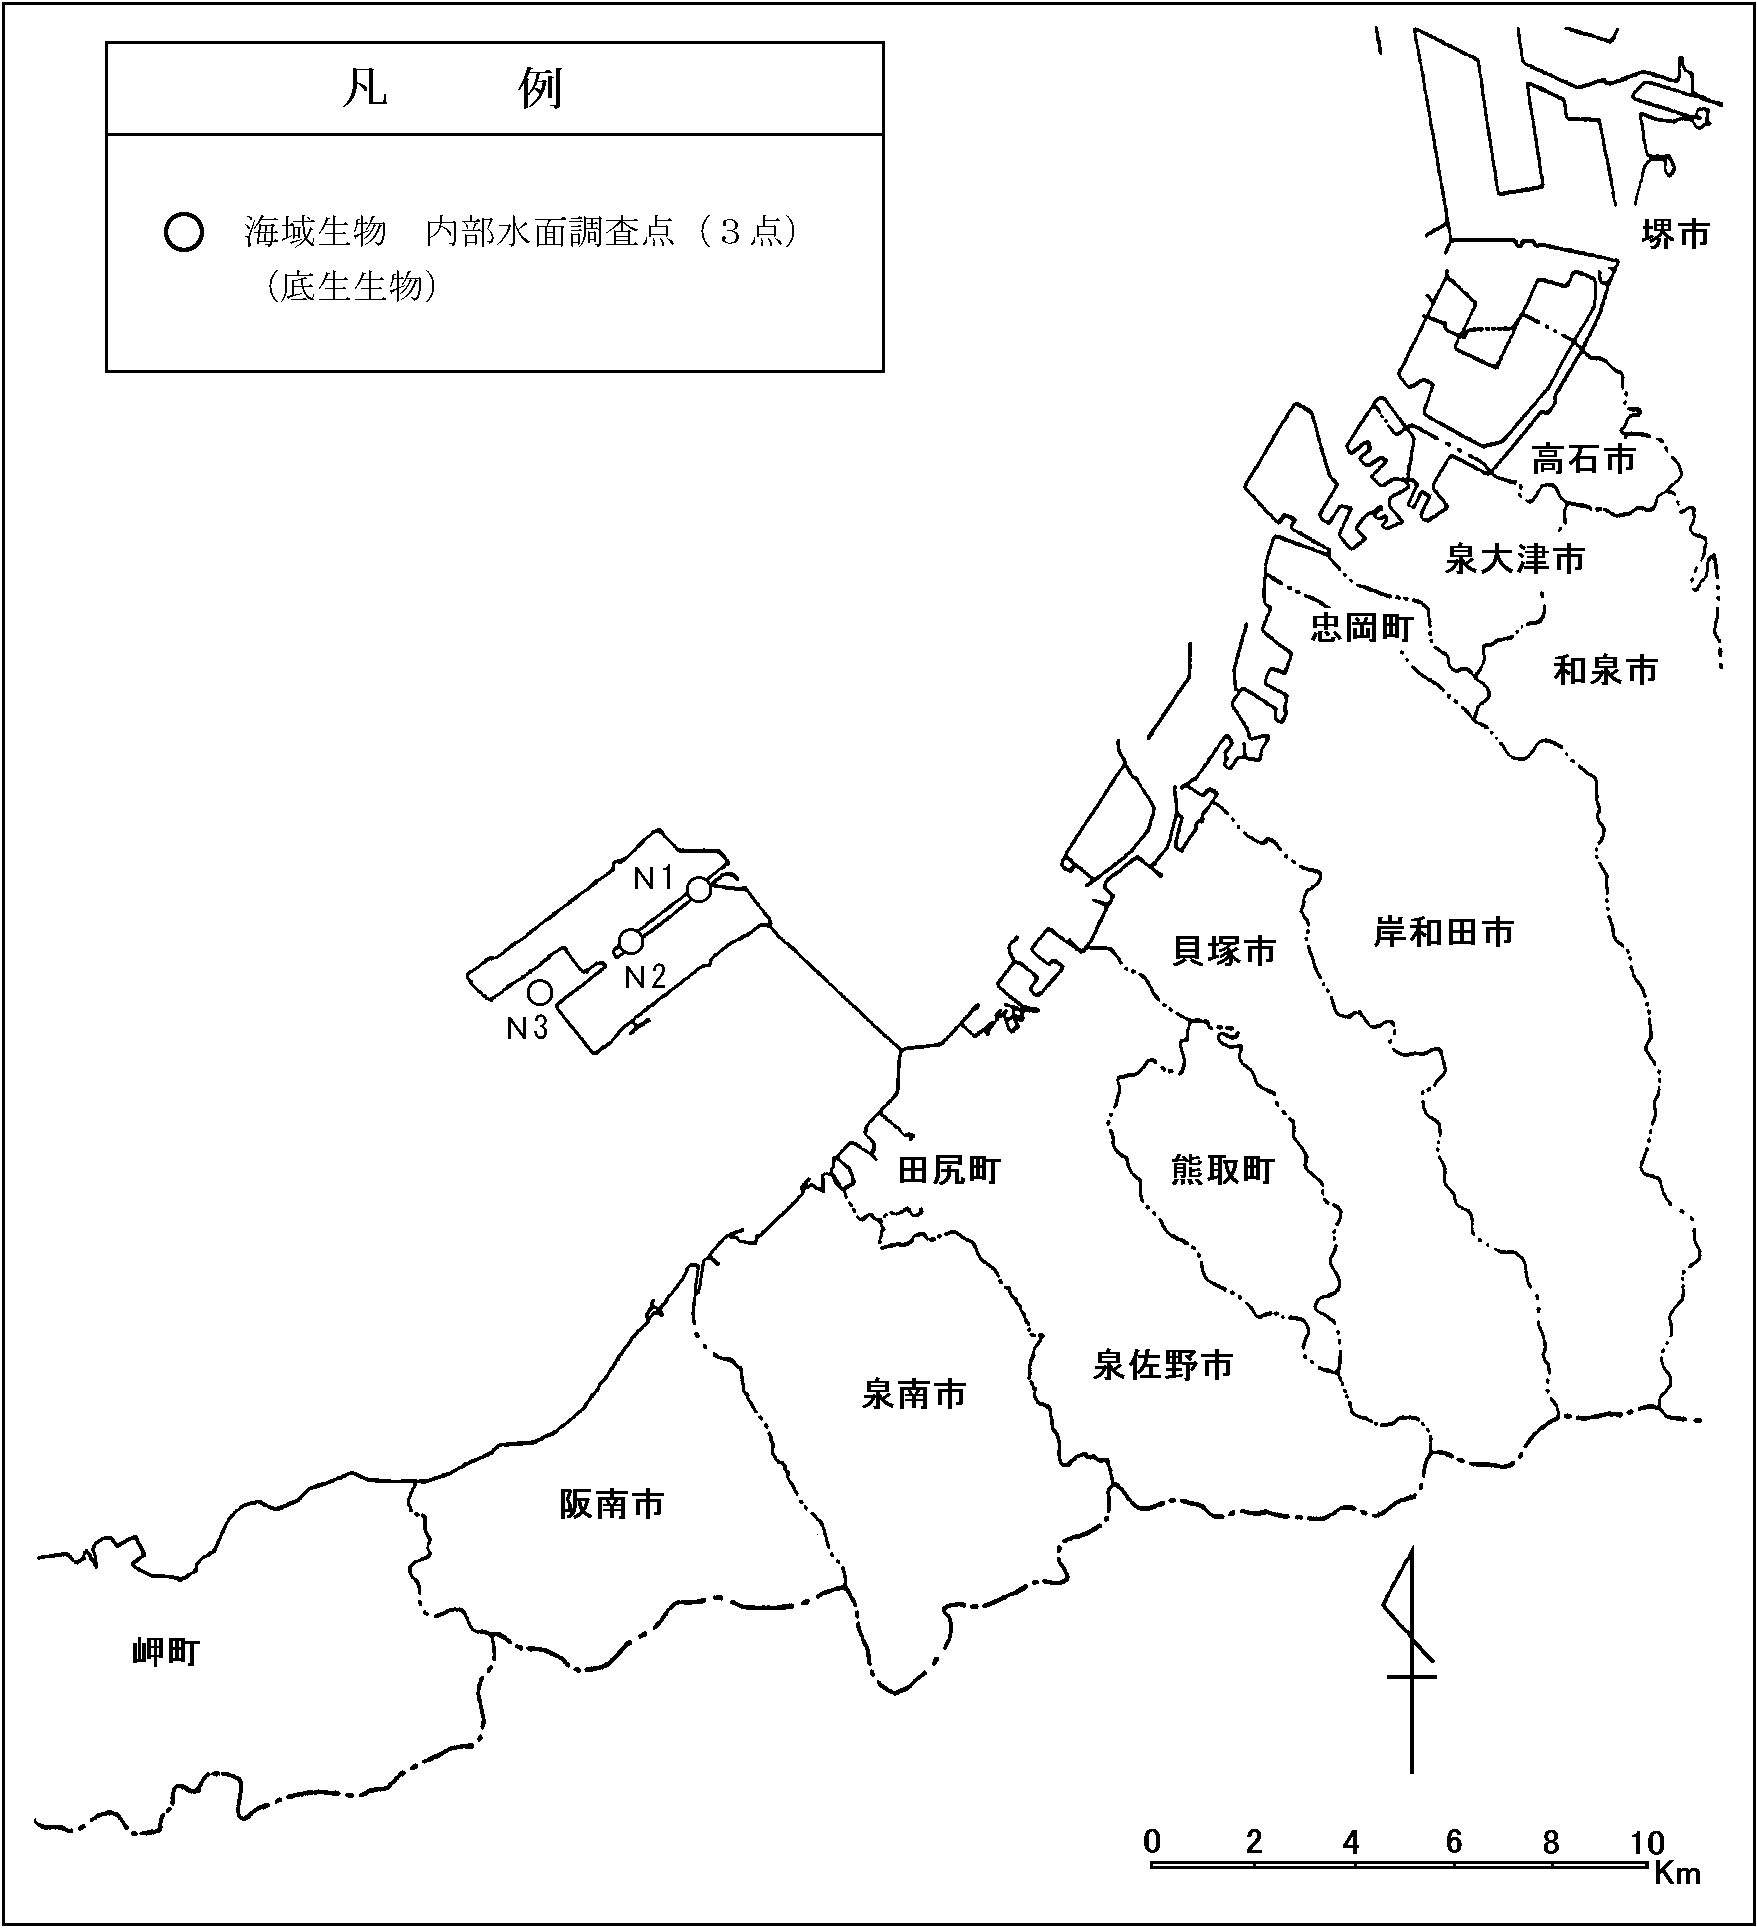 凡　例
海域生物　内部水面調査点（３点）
（底生生物）
堺市
高石市
泉大津市
忠岡町
和泉市
N1
岸和田市
貝塚市
N2
N3
田尻町
熊取町
泉佐野市
泉南市
阪南市
岬町
0 2 4 6 8 10
Km